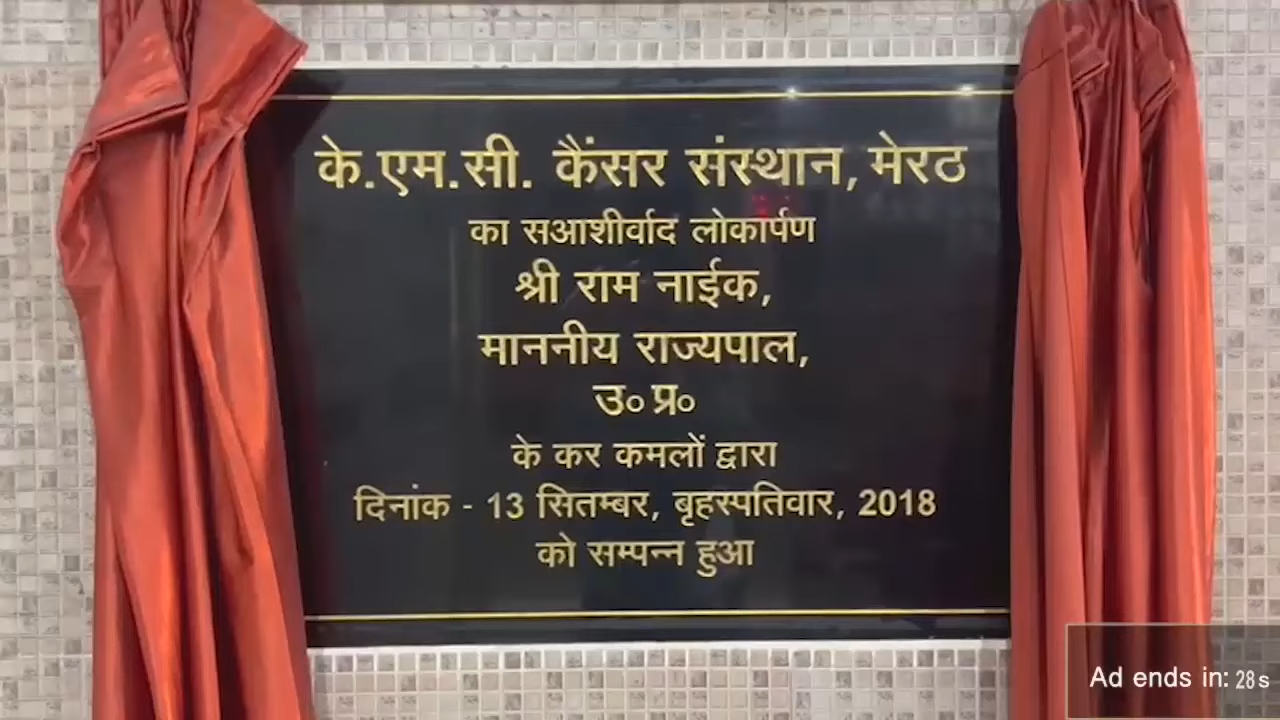 के.एम.सी. कैंसर संस्थान, मेरठ
का सआशीर्वाद लोकार्पण
श्री राम नाईक,
माननीय राज्यपाल,
उ० प्र०
के कर कमलों द्वारा
दिनांक - 13 सितम्बर, बृहस्पतिवार, 2018
को सम्पन्न हुआ
Ad ends in: 28s